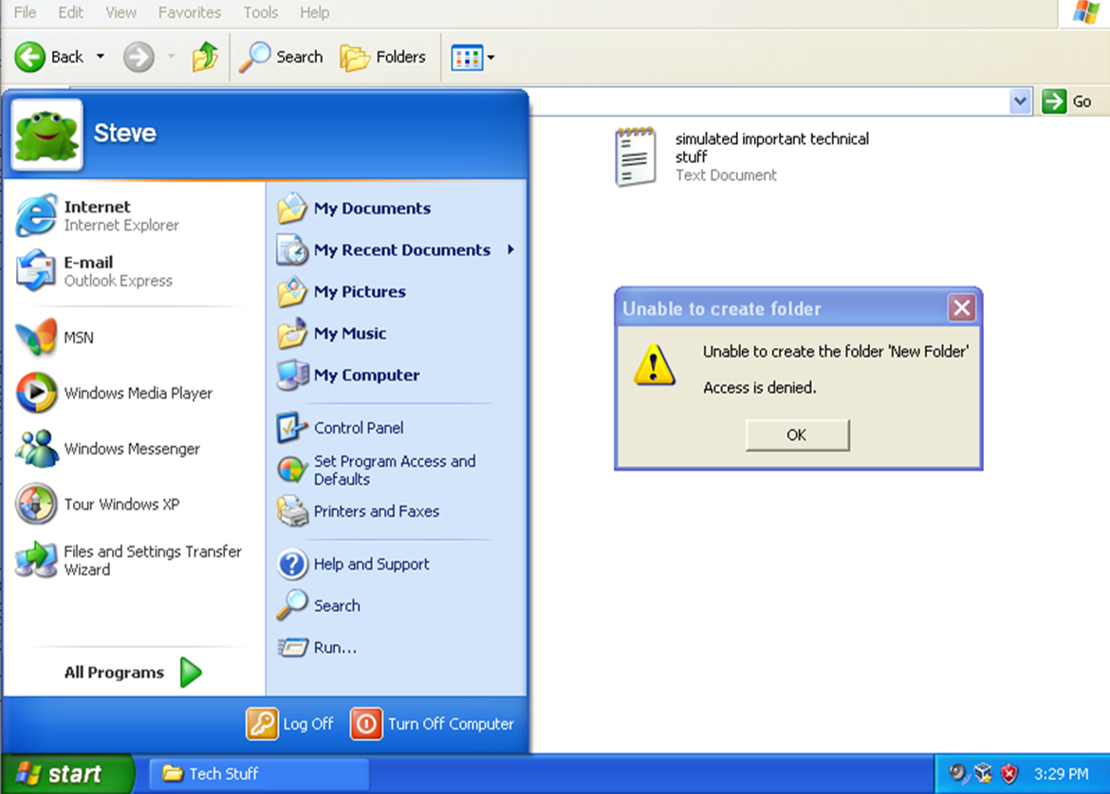 File Edit View Favorites Tools Help
Back Search Folders
Go
Steve
simulated important technical
stuff
Text Document
Internet
Internet Explorer
E-mail
Outlook Express
MSN
Windows Media Player
Windows Messenger
Tour Windows XP
Files and Settings Transfer
Wizard
All Programs
My Documents
My Recent Documents
My Pictures
My Music
My Computer
Control Panel
Set Program Access and
Defaults
Printers and Faxes
Help and Support
Search
Run...
Unable to create folder
Unable to create the folder 'New Folder'
Access is denied.
OK
Log Off Turn Off Computer
start Tech Stuff 3:29 PM